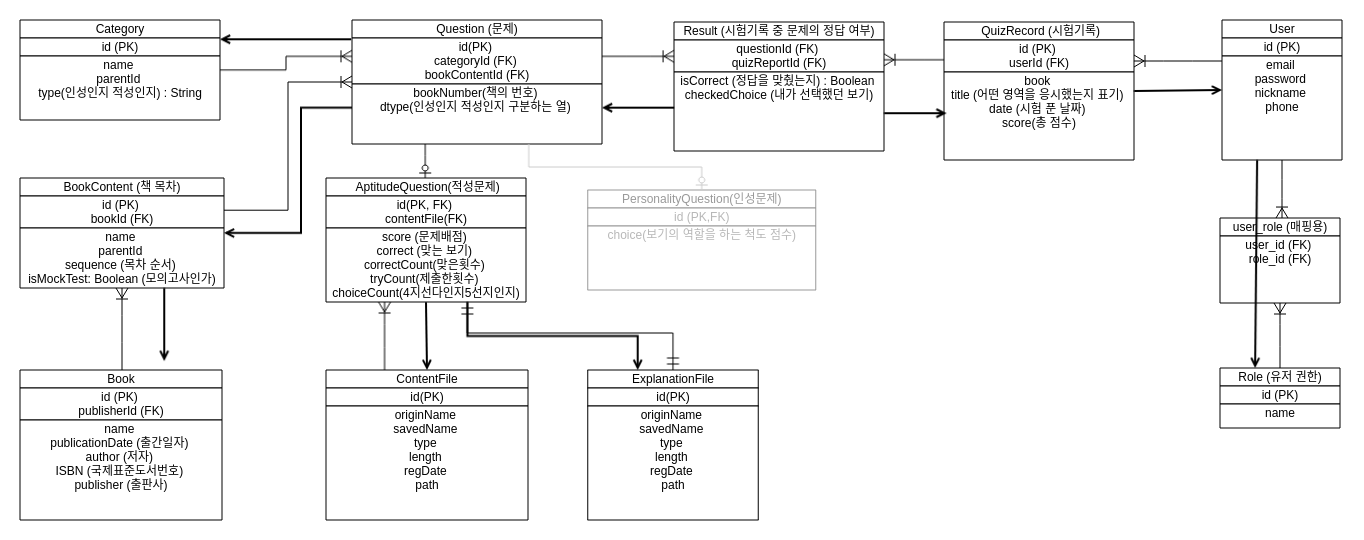 Category
id (PK)
name
parentId
type(인성인지 적성인지) : String
Question (문제)
id(PK)
categoryId (FK)
bookContentId (FK)
bookNumber(책의 번호)
dtype(인성인지 적성인지 구분하는 열)
Result (시험기록 중 문제의 정답 여부)
questionId (FK)
quizReportId (FK)
isCorrect (정답을 맞췄는지) : Boolean
checkedChoice (내가 선택했던 보기)
QuizRecord (시험기록)
id (PK)
userId (FK)
book
title (어떤 영역을 응시했는지 표기)
date (시험 푼 날짜)
score(총 점수)
User
id (PK)
email
password
nickname
phone
BookContent (책 목차)
id (PK)
bookId (FK)
name
parentId
sequence (목차 순서)
isMockTest: Boolean (모의고사인가)
AptitudeQuestion(적성문제)
id(PK, FK)
contentFile(FK)
score (문제배점)
correct (맞는 보기)
correctCount(맞은횟수)
tryCount(제출한횟수)
choiceCount(4지선다인지5선지인지)
PersonalityQuestion(인성문제)
id (PK,FK)
choice(보기의 역할을 하는 척도 점수)
user_role (매핑용)
user_id (FK)
role_id (FK)
Book
id (PK)
publisherId (FK)
name
publicationDate (출간일자)
author (저자)
ISBN (국제표준도서번호)
publisher (출판사)
ContentFile
id(PK)
originName
savedName
type
length
regDate
path
ExplanationFile
id(PK)
originName
savedName
type
length
regDate
path
Role (유저 권한)
id (PK)
name